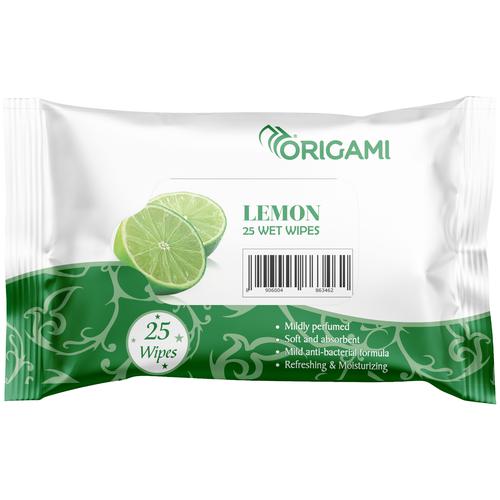 ORIGAMI
LEMON
25 WET WIPES
8 906004 863462
25
Wipes
• Mildly perfumed
• Soft and absorbent
• Mild anti-bacterial formula
• Refreshing & Moisturizing